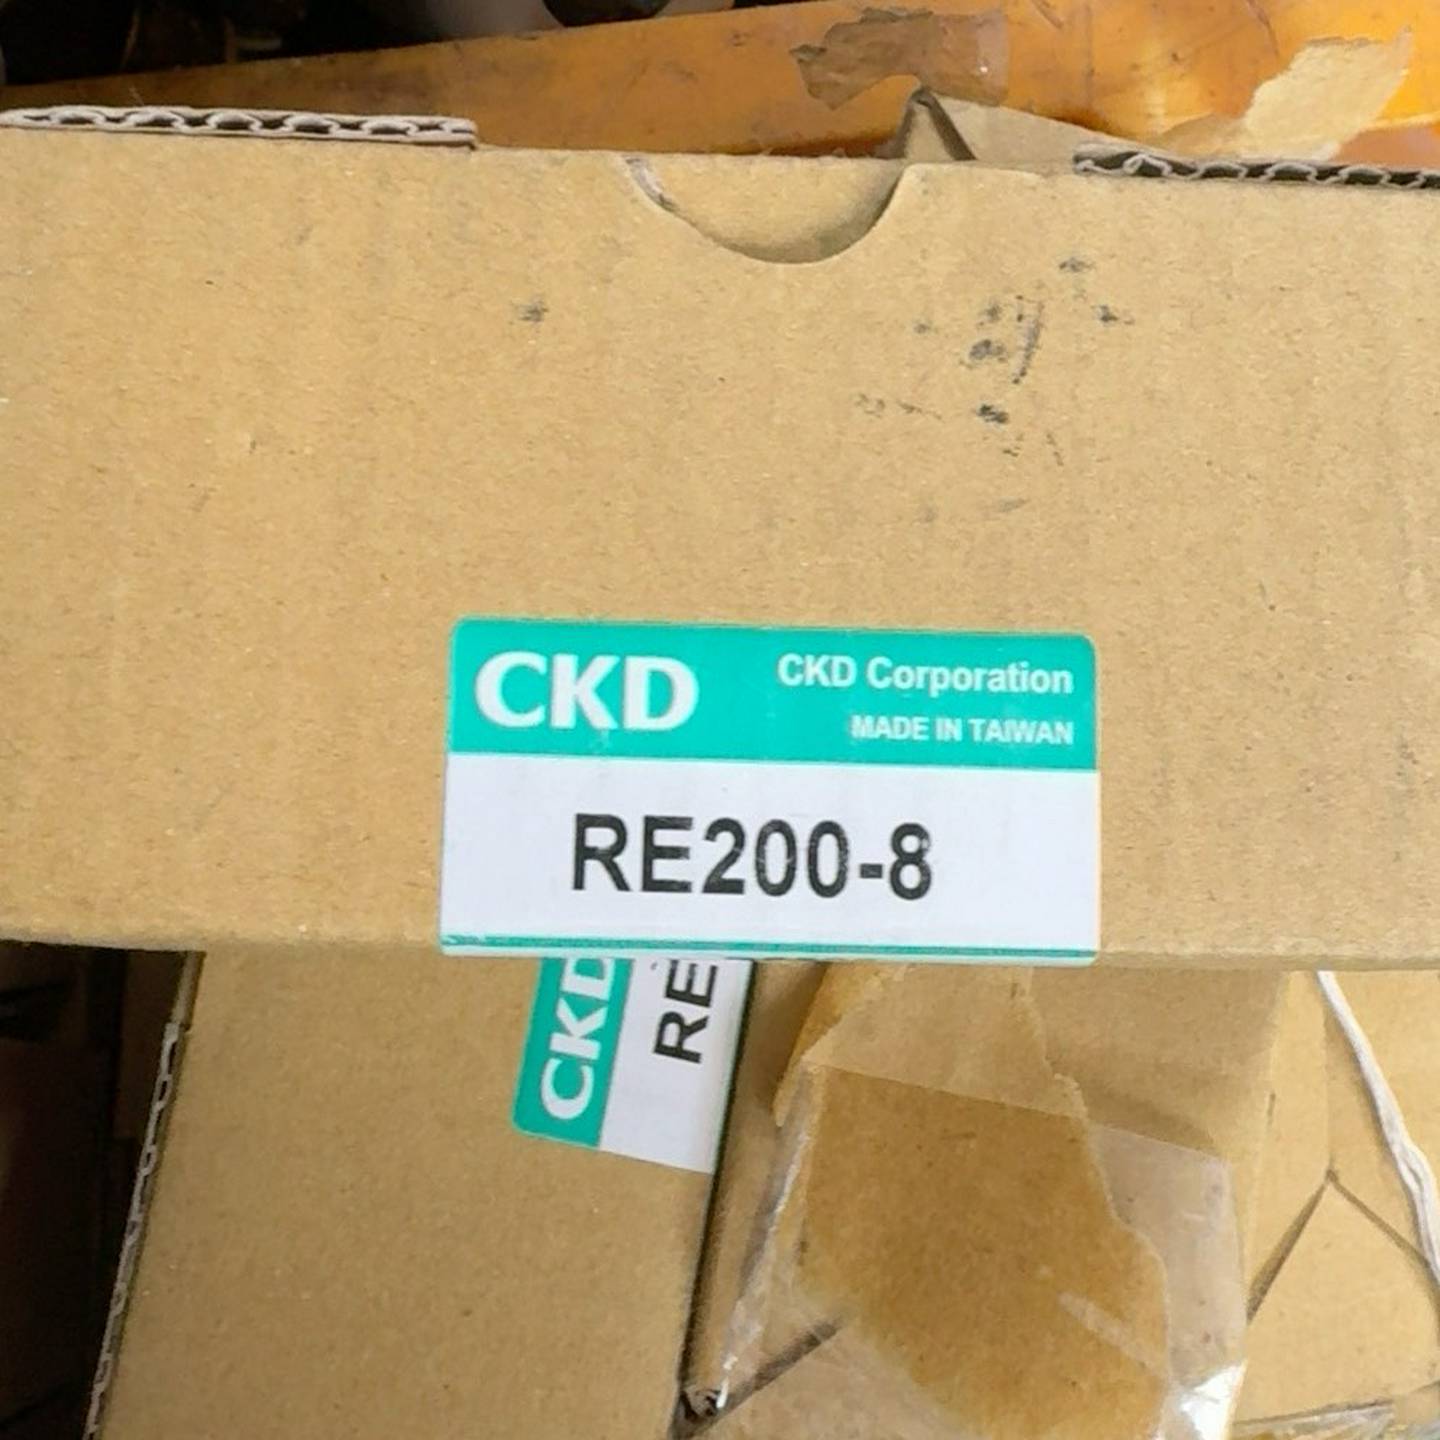 CKD
CKD Corporation
MADE IN TAIWAN
RE200-8
CKD
RE